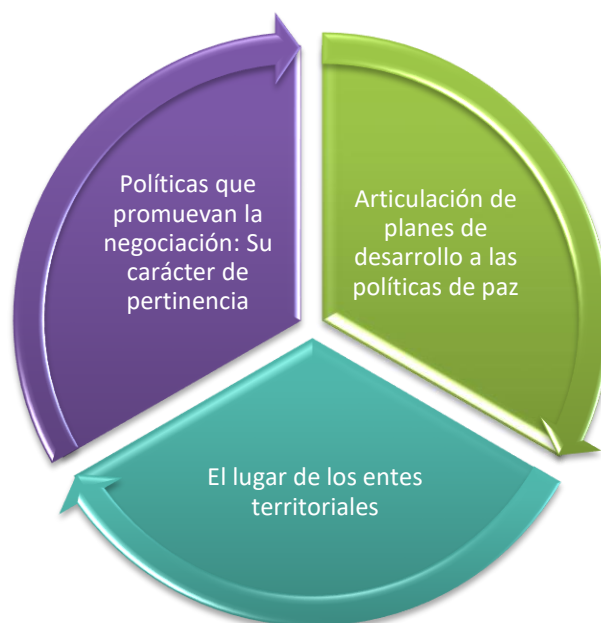 Políticas que
promuevan la
negociación: Su
carácter de
pertinencia
Articulación de
planes de
desarrollo a las
políticas de paz
El lugar de los entes
territoriales